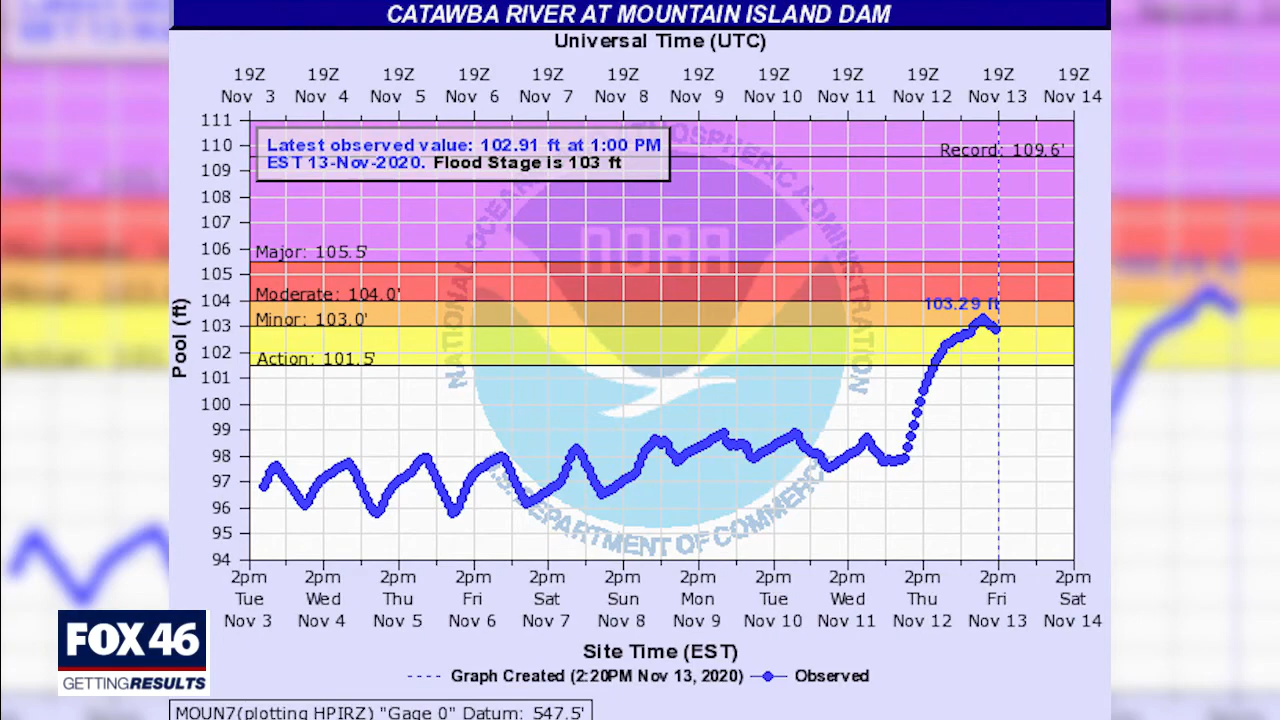 CATAWBA RIVER AT MOUNTAIN ISLAND DAM
Universal Time (UTC)
19Z 19Z 19Z 19Z 19Z 19Z 19Z 19Z 19Z 19Z 19Z 19Z
Nov 3 Nov 4 Nov 5 Nov 6 Nov 7 Nov 8 Nov 9 Nov 10 Nov 11 Nov 12 Nov 13 Nov 14
Latest observed value: 102.91 ft at 1:00 PM
EST 13-Nov-2020. Flood Stage is 103 ft
Record: 109.6'
Major: 105.5'
Moderate: 104.0'
Minor: 103.0'
Action: 101.5'
103.29 ft
NOAA
NATIONAL OCEANIC AND ATMOSPHERIC ADMINISTRATION
U.S. DEPARTMENT OF COMMERCE
Pool (ft)
111
110
109
108
107
106
105
104
103
102
101
100
99
98
97
96
95
94
2pm 2pm 2pm 2pm 2pm 2pm 2pm 2pm 2pm 2pm 2pm 2pm
Tue Wed Thu Fri Sat Sun Mon Tue Wed Thu Fri Sat
Nov 3 Nov 4 Nov 5 Nov 6 Nov 7 Nov 8 Nov 9 Nov 10 Nov 11 Nov 12 Nov 13 Nov 14
Site Time (EST)
Graph Created (2:20PM Nov 13, 2020) Observed
MOUN7(plotting HPIRZ) "Gage 0" Datum: 547.5'
FOX 46
GETTING RESULTS